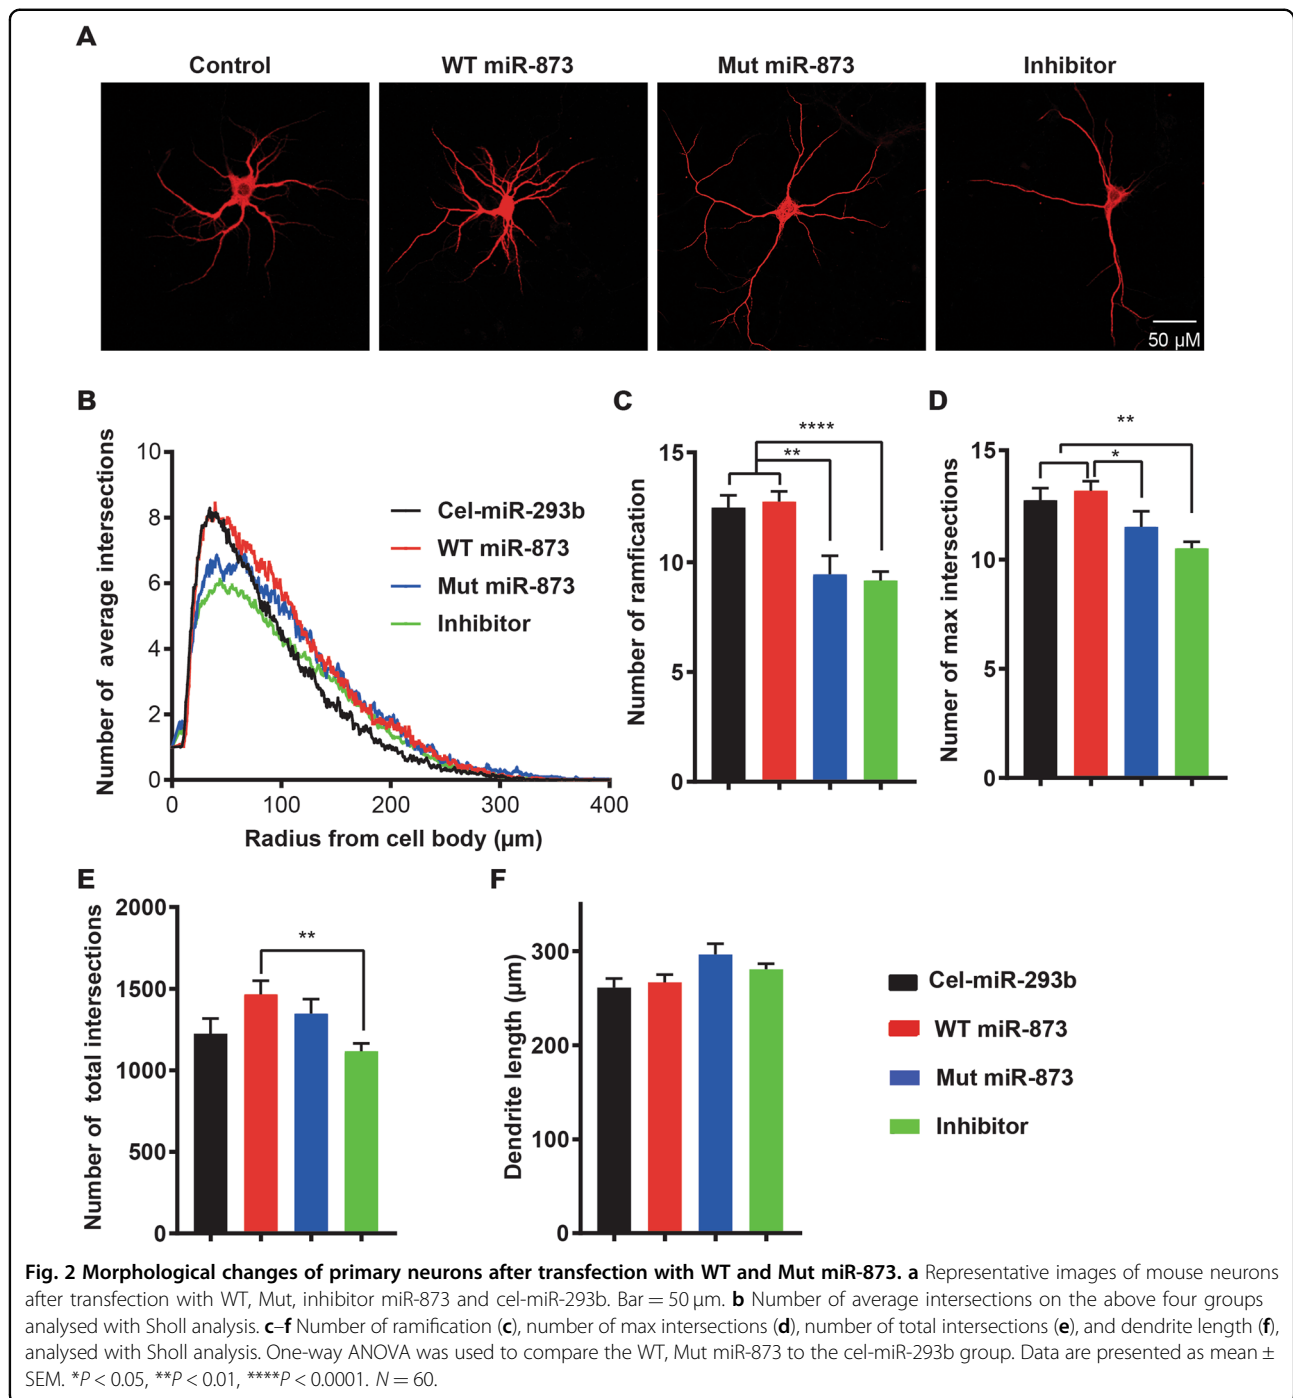 A
Control
WT miR-873
Mut miR-873
Inhibitor
50 µM
B
Number of average intersections
10
8
6
4
2
0
0
100
200
300
400
Radius from cell body (µm)
Cel-miR-293b
WT miR-873
Mut miR-873
Inhibitor
C
Number of ramfication
15
10
5
0
**
****
D
Numer of max intersections
15
10
5
0
*
**
E
Number of total intersections
2000
1500
1000
500
0
**
F
Dendrite length (µm)
300
200
100
0
Cel-miR-293b
WT miR-873
Mut miR-873
Inhibitor
Fig. 2 Morphological changes of primary neurons after transfection with WT and Mut miR-873. a Representative images of mouse neurons
after transfection with WT, Mut, inhibitor miR-873 and cel-miR-293b. Bar = 50 µm. b Number of average intersections on the above four groups
analysed with Sholl analysis. c–f Number of ramification (c), number of max intersections (d), number of total intersections (e), and dendrite length (f),
analysed with Sholl analysis. One-way ANOVA was used to compare the WT, Mut miR-873 to the cel-miR-293b group. Data are presented as mean ±
SEM. *P < 0.05, **P < 0.01, ****P < 0.0001. N = 60.